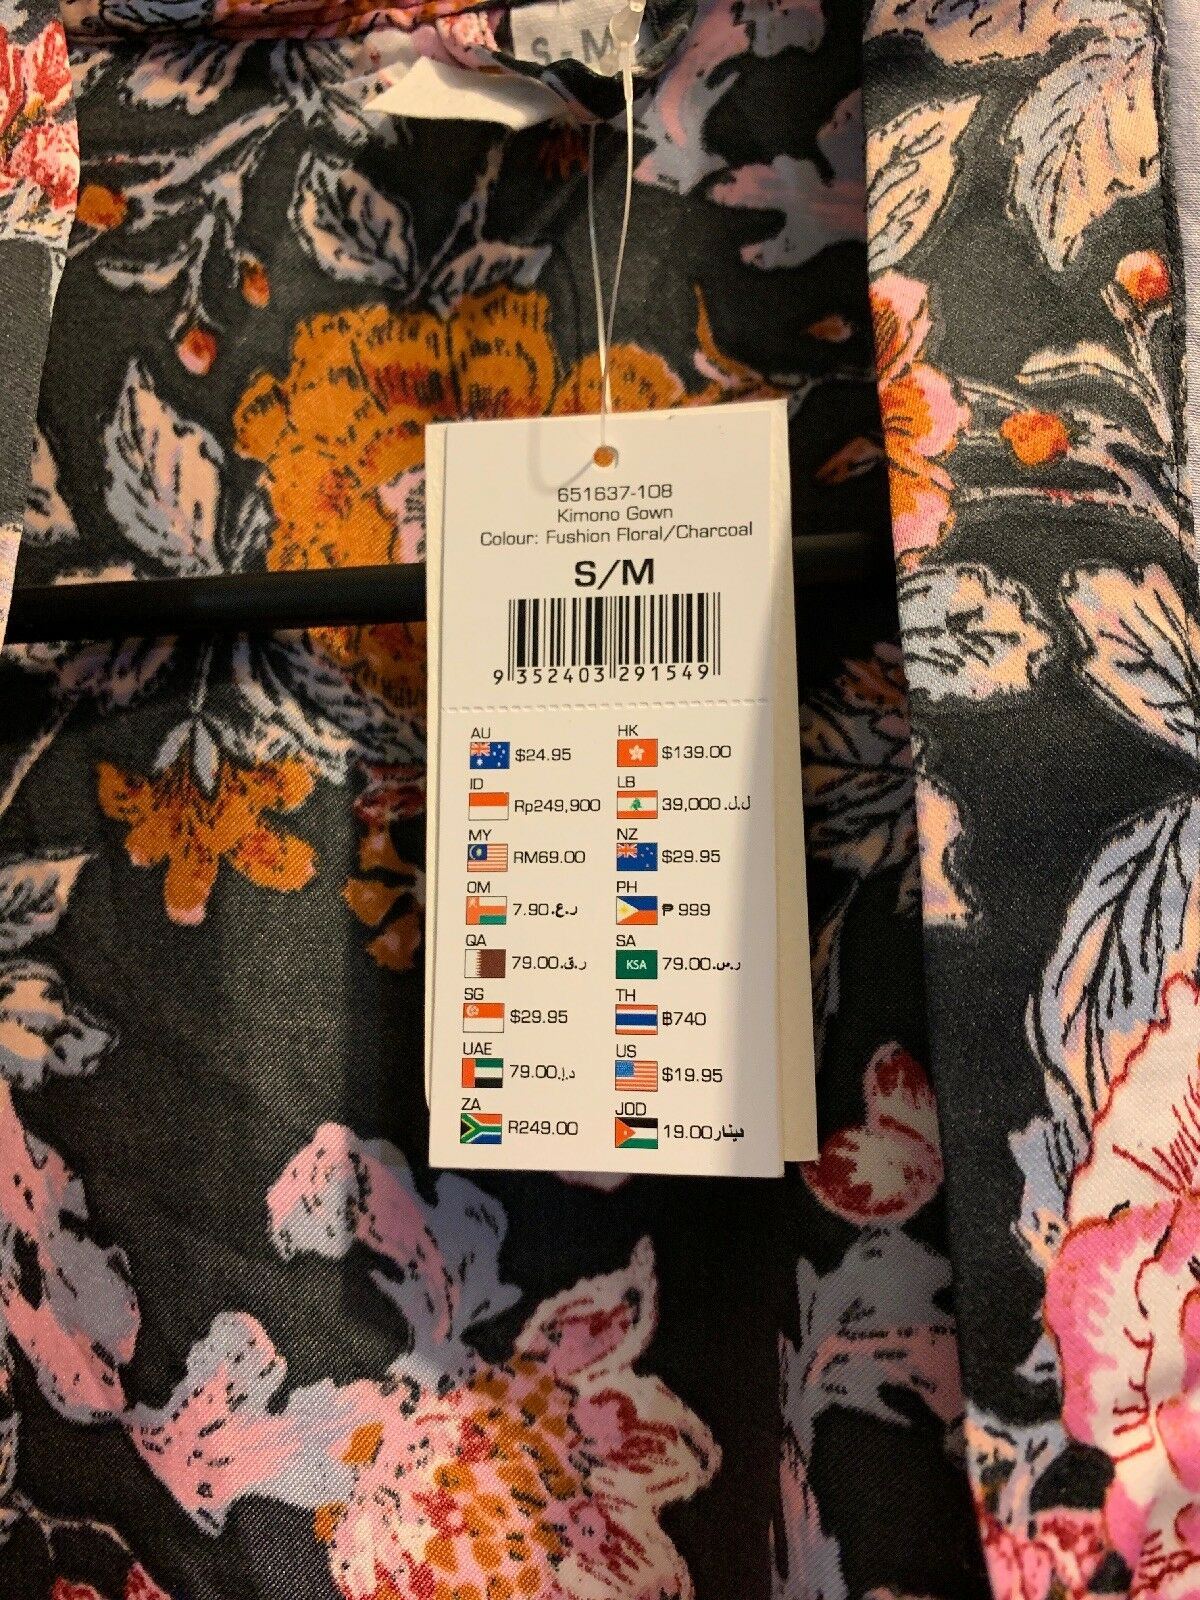 S-M
651637-108
Kimono Gown
Colour: Fushion Floral/Charcoal
S/M
9 352403 291549
AU HK
$24.95 $139.00
ID LB
Rp249,900 39,000 ل.ل.
MY NZ
RM69.00 $29.95
OM PH
7.90 ر.ع. ₱ 999
QA SA
79.00 ر.ق. KSA 79.00 ر.س.
SG TH
$29.95 ฿740
UAE US
79.00 د.إ. $19.95
ZA JOD
R249.00 19.00 دينار